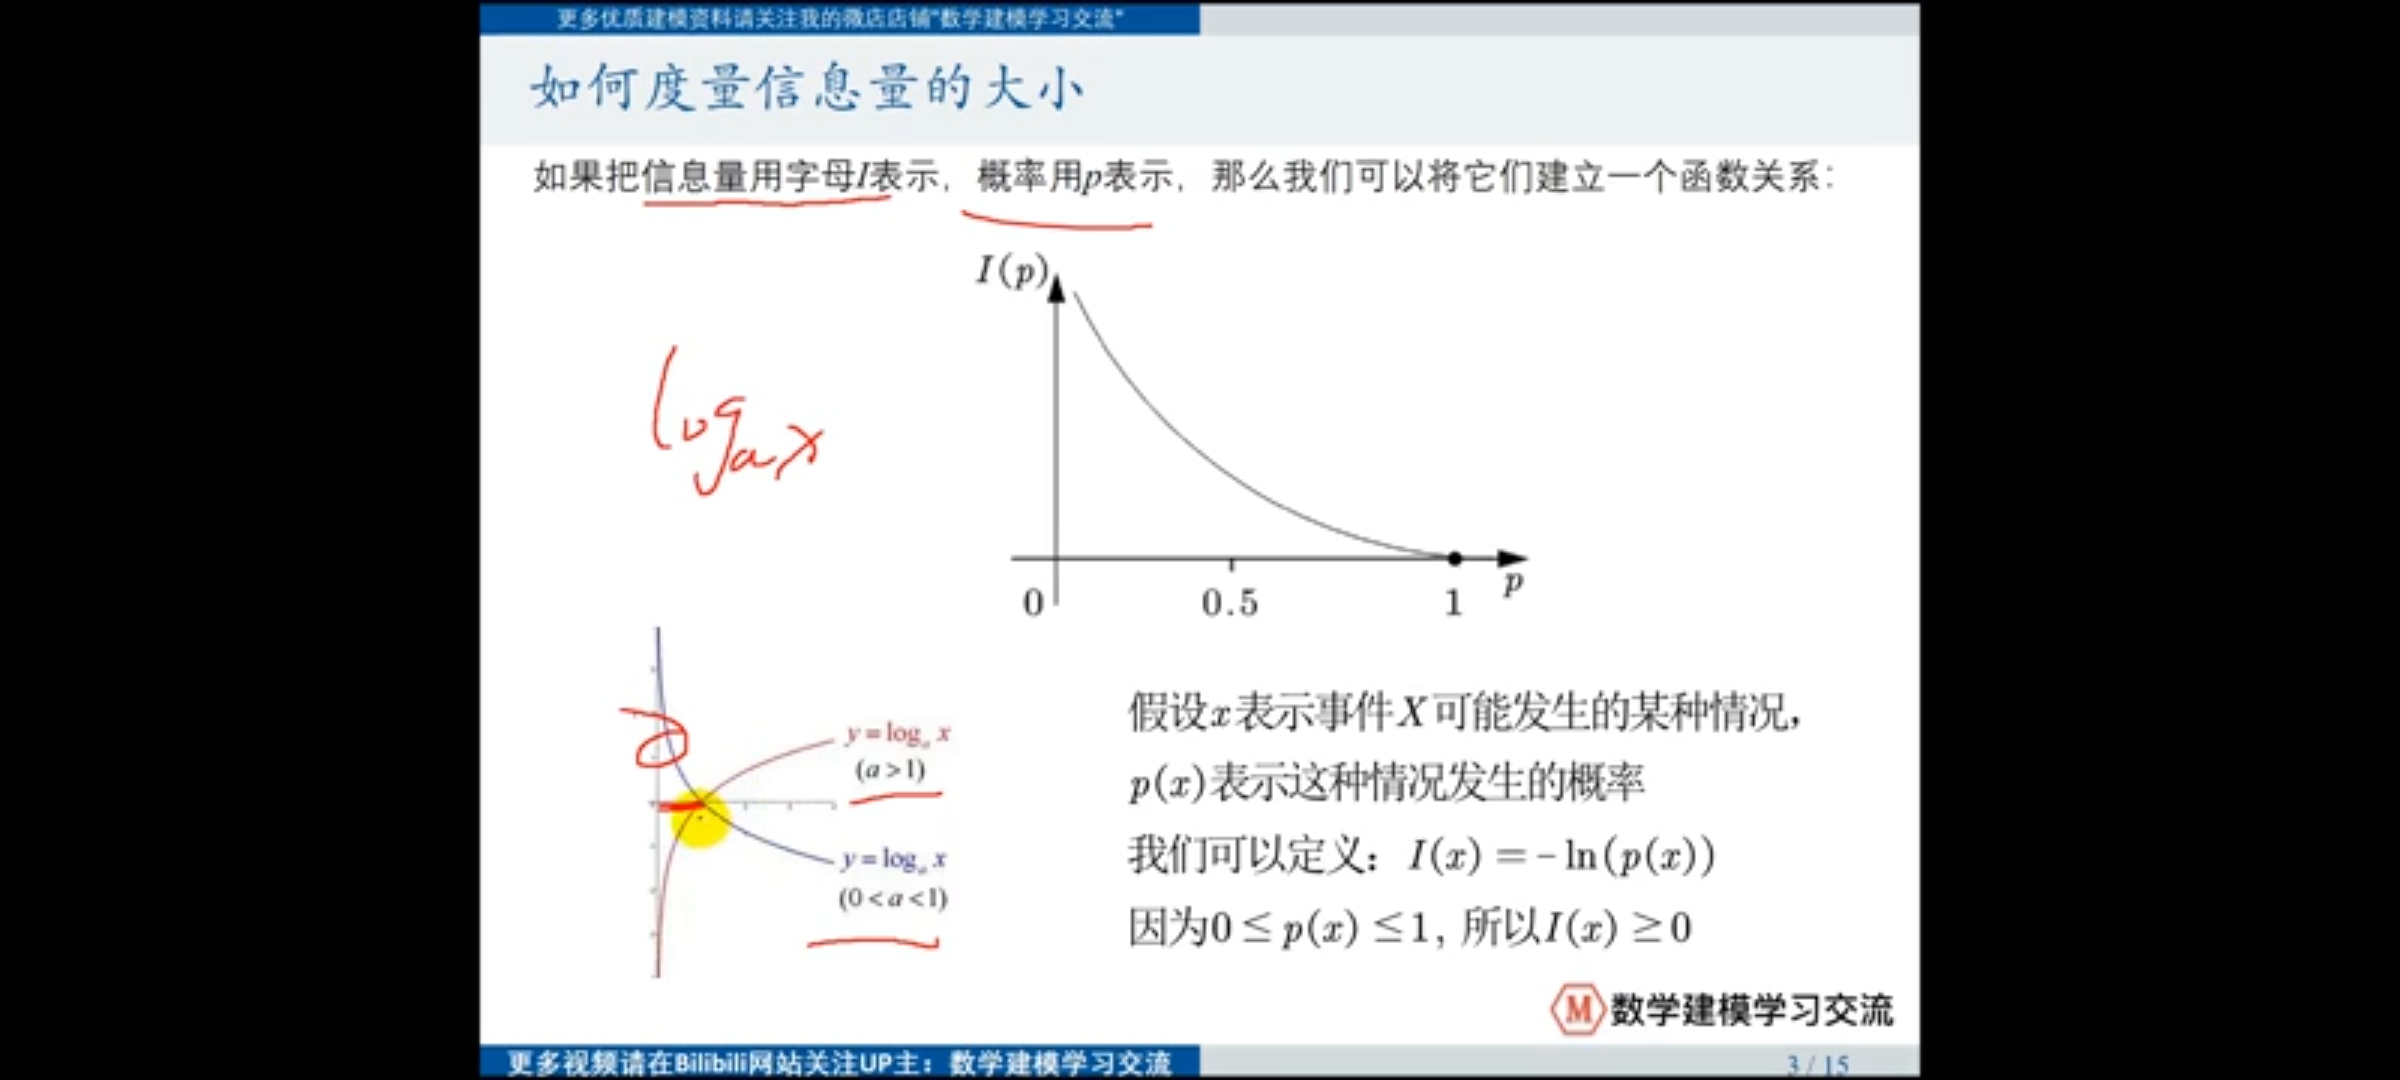 更多优质建模资料请关注我的微店店铺"数学建模学习交流"
如何度量信息量的大小
如果把信息量用字母I表示，概率用p表示，那么我们可以将它们建立一个函数关系：
I(p)
log_a x
0
0.5
1
p
y=log_a x
(a>1)
y=log_a x
(0<a<1)
假设x表示事件X可能发生的某种情况，
p(x)表示这种情况发生的概率
我们可以定义：I(x)=-ln(p(x))
因为0≤p(x)≤1, 所以I(x)≥0
M 数学建模学习交流
更多视频请在Bilibili网站关注UP主：数学建模学习交流
3 / 15